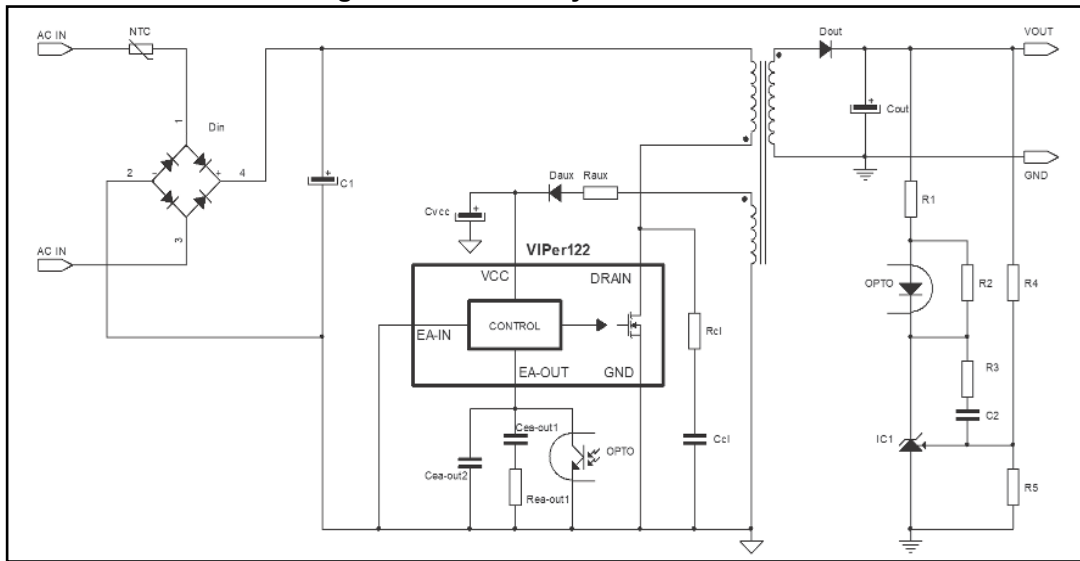 AC IN
NTC
Dout
VOUT
1
Din
+
Cout
2
-
+
4
+
C1
GND
Daux
Raux
Cvcc
+
R1
3
AC IN
VIPer122
VCC
DRAIN
OPTO
R2
R4
CONTROL
EA-IN
Rcl
EA-OUT
GND
R3
C2
Cea-out1
OPTO
Ccl
IC1
Cea-out2
Rea-out1
R5